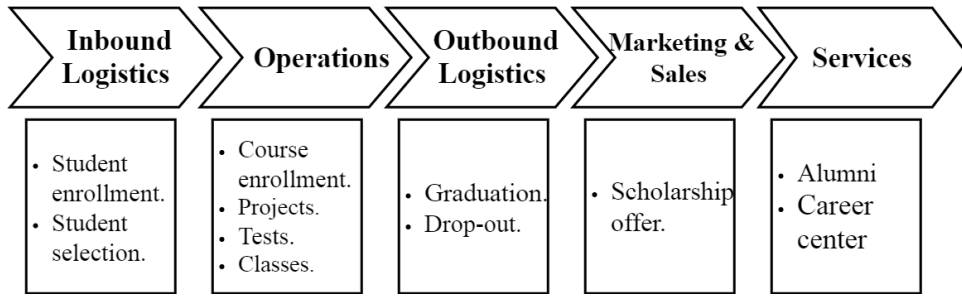 Inbound
Logistics
Operations
Outbound
Logistics
Marketing &
Sales
Services
• Student
enrollment.
• Student
selection.
• Course
enrollment.
• Projects.
• Tests.
• Classes.
• Graduation.
• Drop-out.
• Scholarship
offer.
• Alumni
• Career
center